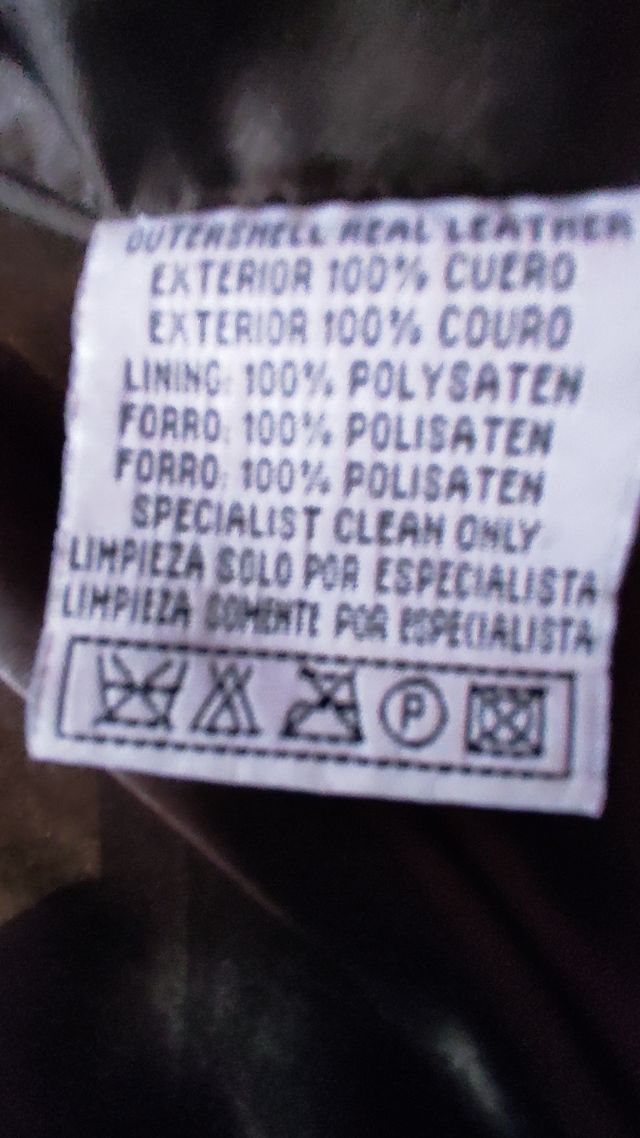 OUTERSHELL REAL LEATHER
EXTERIOR 100% CUERO
EXTERIOR 100% COURO
LINING: 100% POLYSATEN
FORRO: 100% POLISATEN
FORRO: 100% POLISATEN
SPECIALIST CLEAN ONLY
LIMPIEZA SOLO POR ESPECIALISTA
LIMPIEZA SOMENTE POR ESPECIALISTA
P